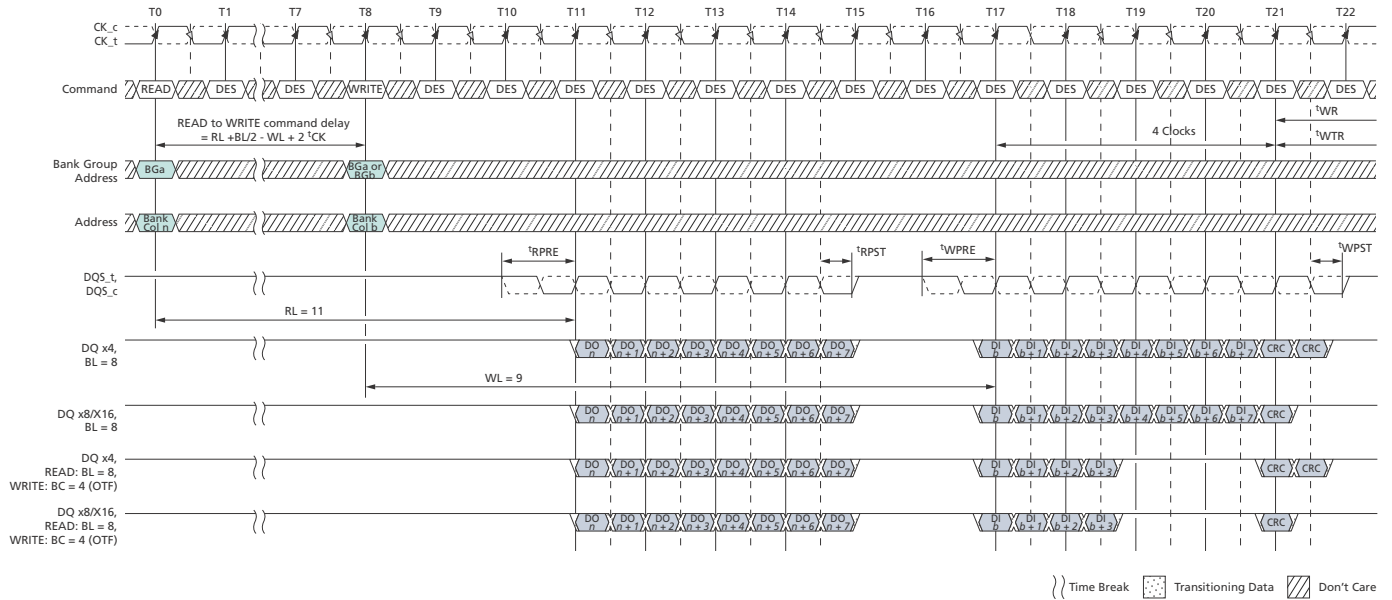 T0 T1 T7 T8 T9 T10 T11 T12 T13 T14 T15 T16 T17 T18 T19 T20 T21 T22
CK_c
CK_t
Command READ DES DES WRITE DES DES DES DES DES DES DES DES DES DES DES DES DES DES
tWR
READ to WRITE command delay
= RL +BL/2 - WL + 2 tCK
4 Clocks
tWTR
Bank Group
Address
BGa
BGa or
BGb
Address
Bank
Col n
Bank
Col b
tRPRE tRPST tWPRE tWPST
DQS_t,
DQS_c
RL = 11
DQ x4,
BL = 8
DO n DO n + 1 DO n + 2 DO n + 3 DO n + 4 DO n + 5 DO n + 6 DO n + 7 DI b DI b + 1 DI b + 2 DI b + 3 DI b + 4 DI b + 5 DI b + 6 DI b + 7 CRC CRC
WL = 9
DQ x8/X16,
BL = 8
DO n DO n + 1 DO n + 2 DO n + 3 DO n + 4 DO n + 5 DO n + 6 DO n + 7 DI b DI b + 1 DI b + 2 DI b + 3 DI b + 4 DI b + 5 DI b + 6 DI b + 7 CRC
DQ x4,
READ: BL = 8,
WRITE: BC = 4 (OTF)
DO n DO n + 1 DO n + 2 DO n + 3 DO n + 4 DO n + 5 DO n + 6 DO n + 7 DI b DI b + 1 DI b + 2 DI b + 3 CRC CRC
DQ x8/X16,
READ: BL = 8,
WRITE: BC = 4 (OTF)
DO n DO n + 1 DO n + 2 DO n + 3 DO n + 4 DO n + 5 DO n + 6 DO n + 7 DI b DI b + 1 DI b + 2 DI b + 3 CRC
Time Break Transitioning Data Don't Care